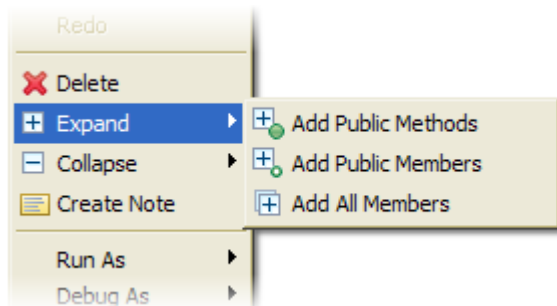 Redo
Delete
Expand
Add Public Methods
Collapse
Add Public Members
Create Note
Add All Members
Run As
Debug As